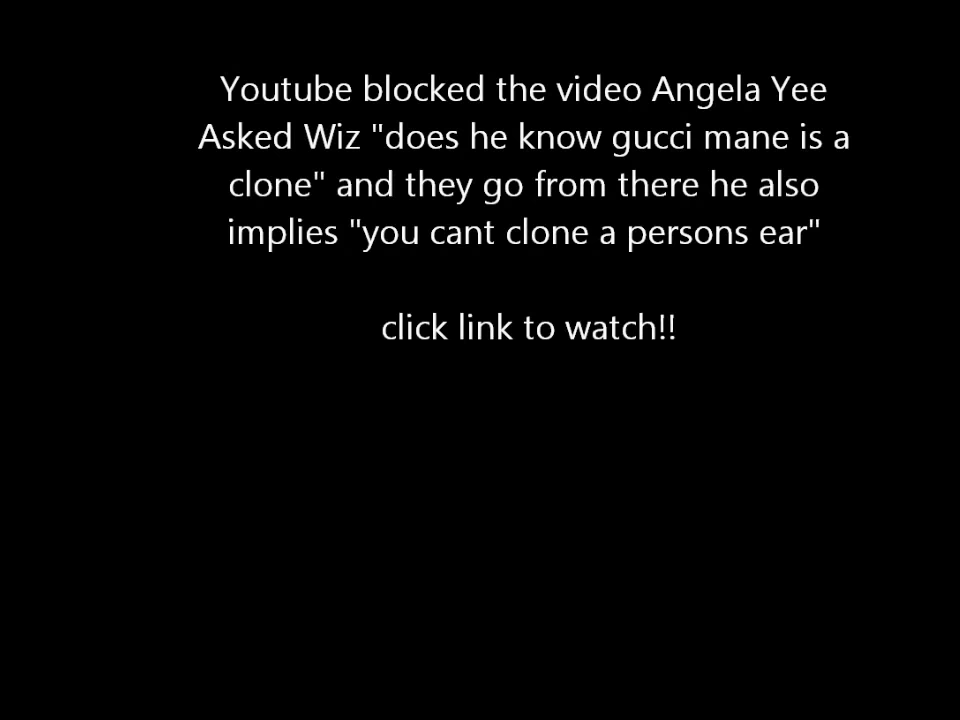 Youtube blocked the video Angela Yee
Asked Wiz "does he know gucci mane is a
clone" and they go from there he also
implies "you cant clone a persons ear"
click link to watch!!